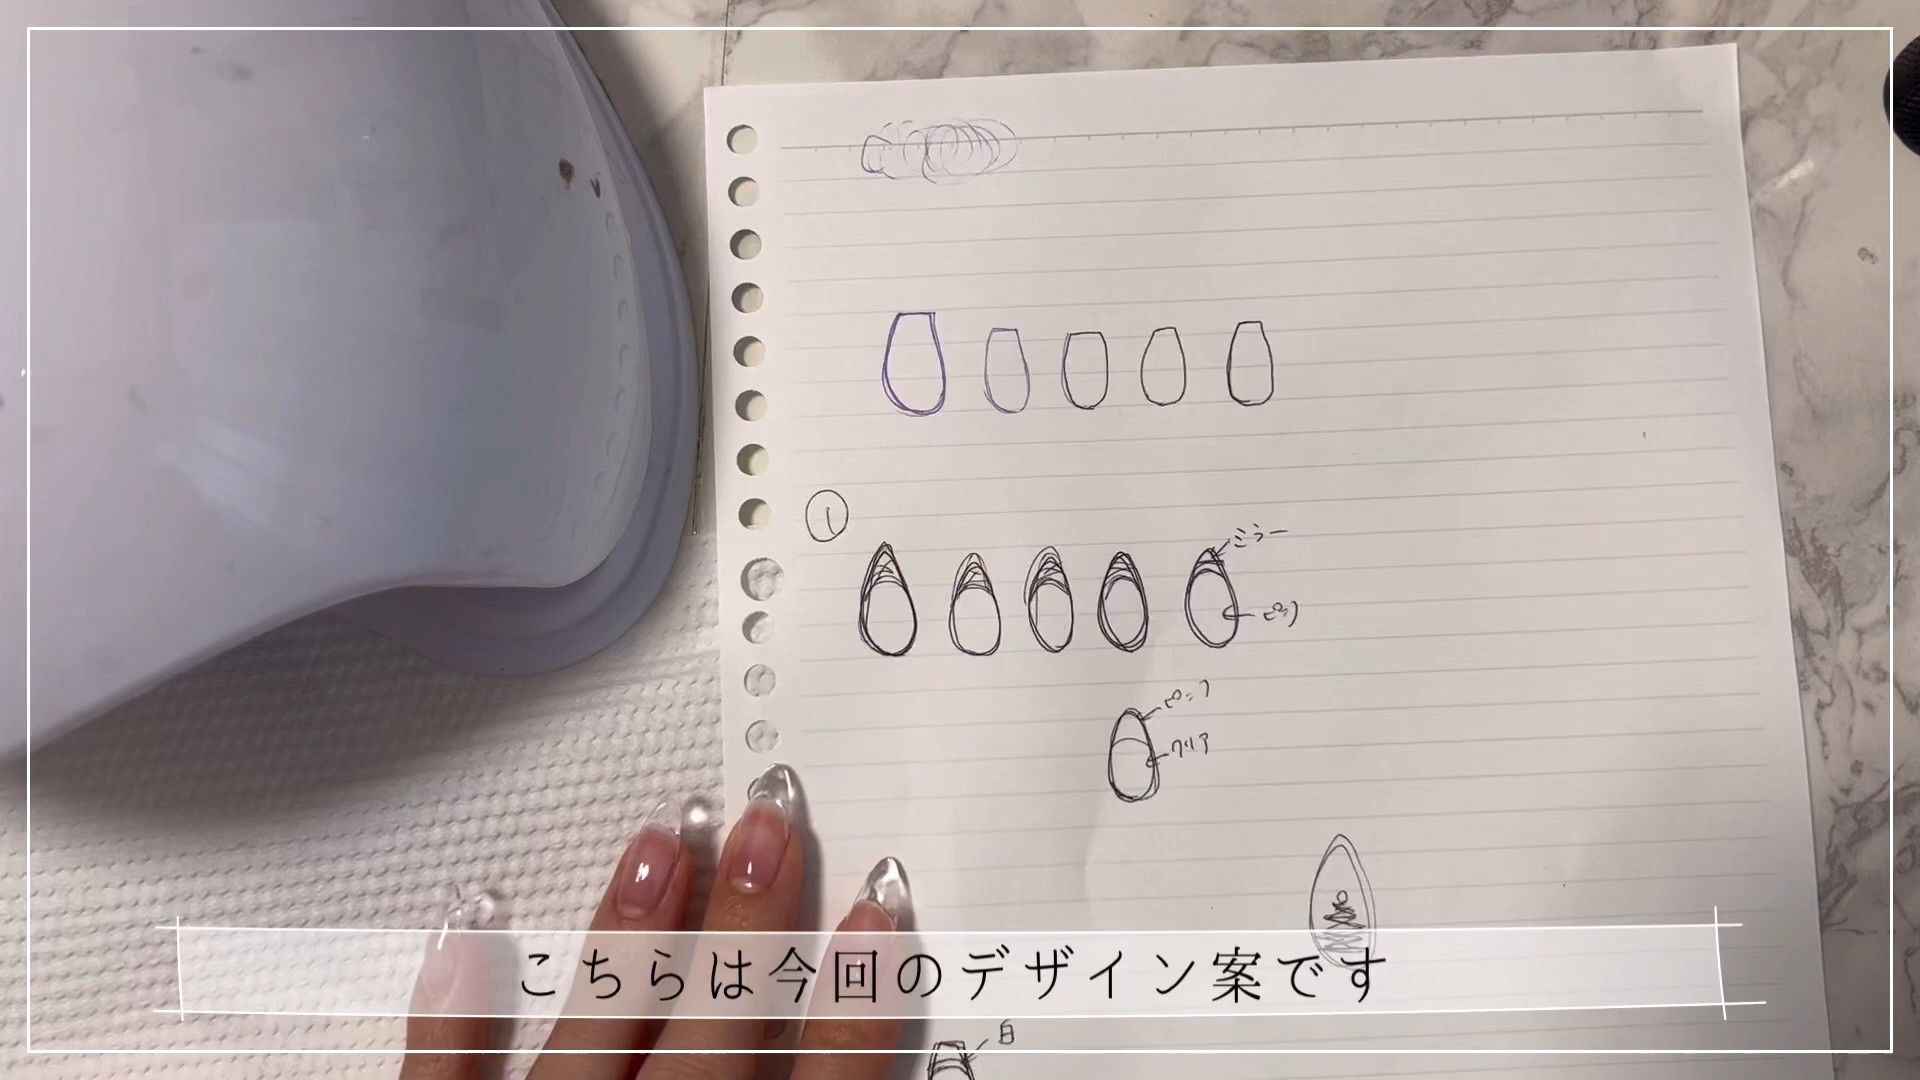 ①
ミラー
ピンク
ピンク
クリア
こちらは今回のデザイン案です
白